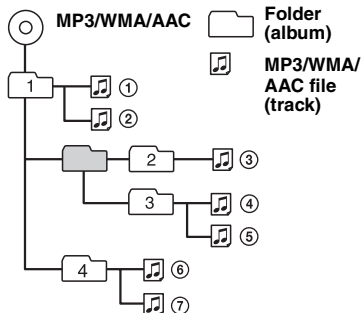 MP3/WMA/AAC
Folder
(album)
MP3/WMA/
AAC file
(track)
1
①
②
2
③
3
④
⑤
4
⑥
⑦